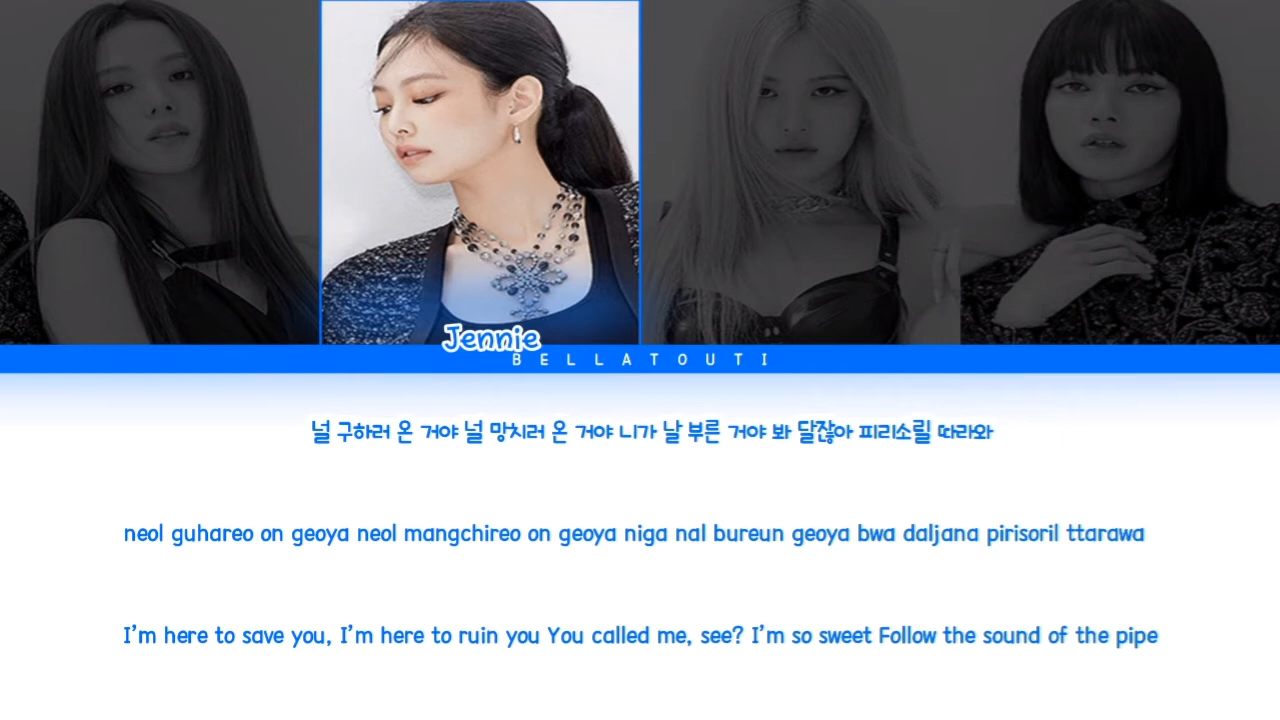 Jennie
BELLATOUTI
널 구하러 온 거야 널 망치러 온 거야 니가 날 부른 거야 봐 달잖아 피리소릴 따라와
neol guhareo on geoya neol mangchireo on geoya niga nal bureun geoya bwa daljana pirisoril ttarawa
I'm here to save you, I'm here to ruin you You called me, see? I'm so sweet Follow the sound of the pipe